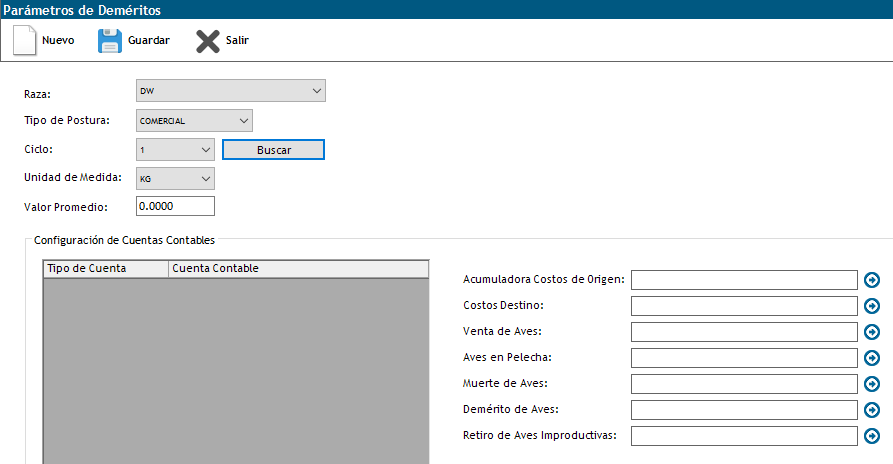 Parámetros de Deméritos
Nuevo Guardar Salir
Raza: DW
Tipo de Postura: COMERCIAL
Ciclo: 1 Buscar
Unidad de Medida: KG
Valor Promedio: 0.0000
Configuración de Cuentas Contables
Tipo de Cuenta Cuenta Contable
Acumuladora Costos de Origen:
Costos Destino:
Venta de Aves:
Aves en Pelecha:
Muerte de Aves:
Demérito de Aves:
Retiro de Aves Improductivas: